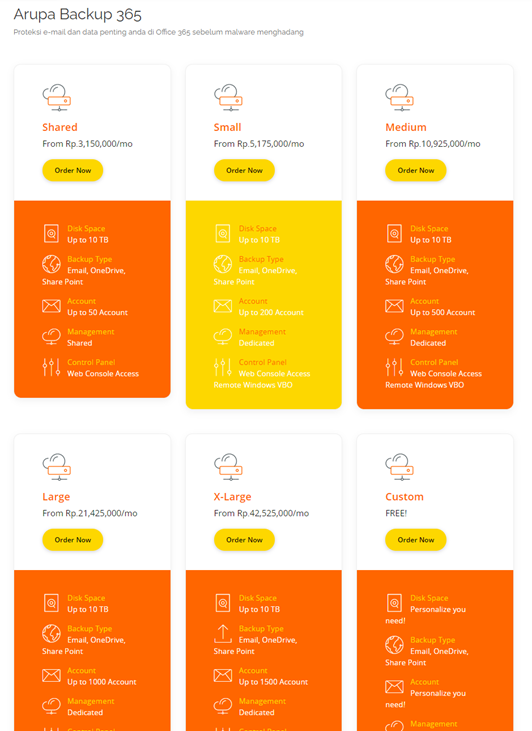 Arupa Backup 365
Proteksi e-mail dan data penting anda di Office 365 sebelum malware menghadang
Shared
From Rp.3,150,000/mo
Order Now
Disk Space
Up to 10 TB
Backup Type
Email, OneDrive,
Share Point
Account
Up to 50 Account
Management
Shared
Control Panel
Web Console Access
Small
From Rp.5,175,000/mo
Order Now
Disk Space
Up to 10 TB
Backup Type
Email, OneDrive,
Share Point
Account
Up to 200 Account
Management
Dedicated
Control Panel
Web Console Access
Remote Windows VBO
Medium
From Rp.10,925,000/mo
Order Now
Disk Space
Up to 10 TB
Backup Type
Email, OneDrive,
Share Point
Account
Up to 500 Account
Management
Dedicated
Control Panel
Web Console Access
Remote Windows VBO
Large
From Rp.21,425,000/mo
Order Now
Disk Space
Up to 10 TB
Backup Type
Email, OneDrive,
Share Point
Account
Up to 1000 Account
Management
Dedicated
X-Large
From Rp.42,525,000/mo
Order Now
Disk Space
Up to 10 TB
Backup Type
Email, OneDrive,
Share Point
Account
Up to 1500 Account
Management
Dedicated
Custom
FREE!
Order Now
Disk Space
Personalize you
need!
Backup Type
Email, OneDrive,
Share Point
Account
Personalize you
need!
Management